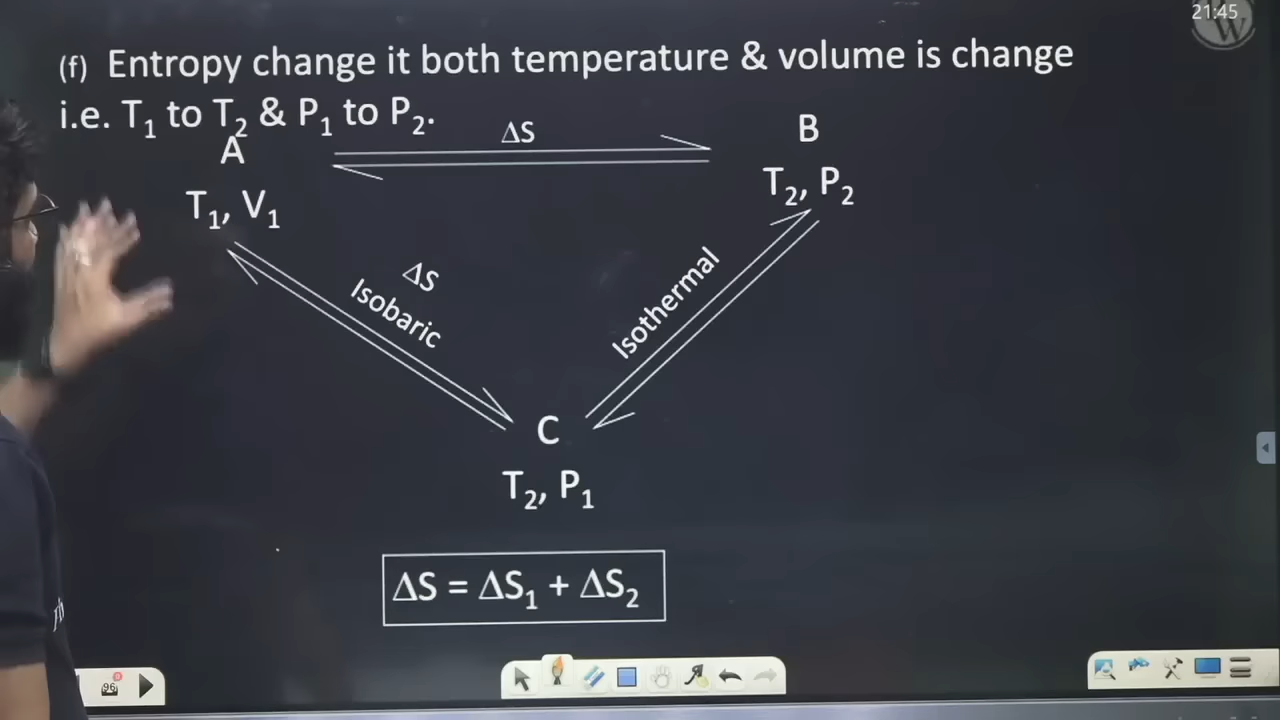 21:45
(f) Entropy change it both temperature & volume is change
i.e. T₁ to T₂ & P₁ to P₂.
A
ΔS
B
T₁, V₁
T₂, P₂
ΔS
Isobaric
Isothermal
C
T₂, P₁
ΔS = ΔS₁ + ΔS₂